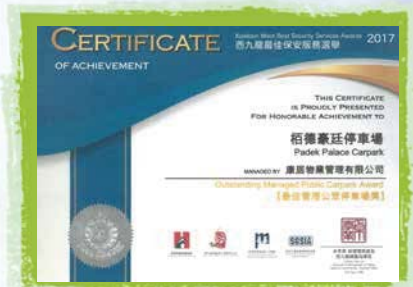 CERTIFICATE
OF ACHIEVEMENT
Kowloon West Best Security Services Awards 2017
西九龍最佳保安服務選舉
THIS CERTIFICATE
IS PROUDLY PRESENTED
FOR HONORABLE ACHIEVEMENT TO
栢德豪廷停車場
Padek Palace Carpark
MANAGED BY 康居物業管理有限公司
Outstanding Managed Public Carpark Award
【最佳管理公眾停車場獎】
SGSIA